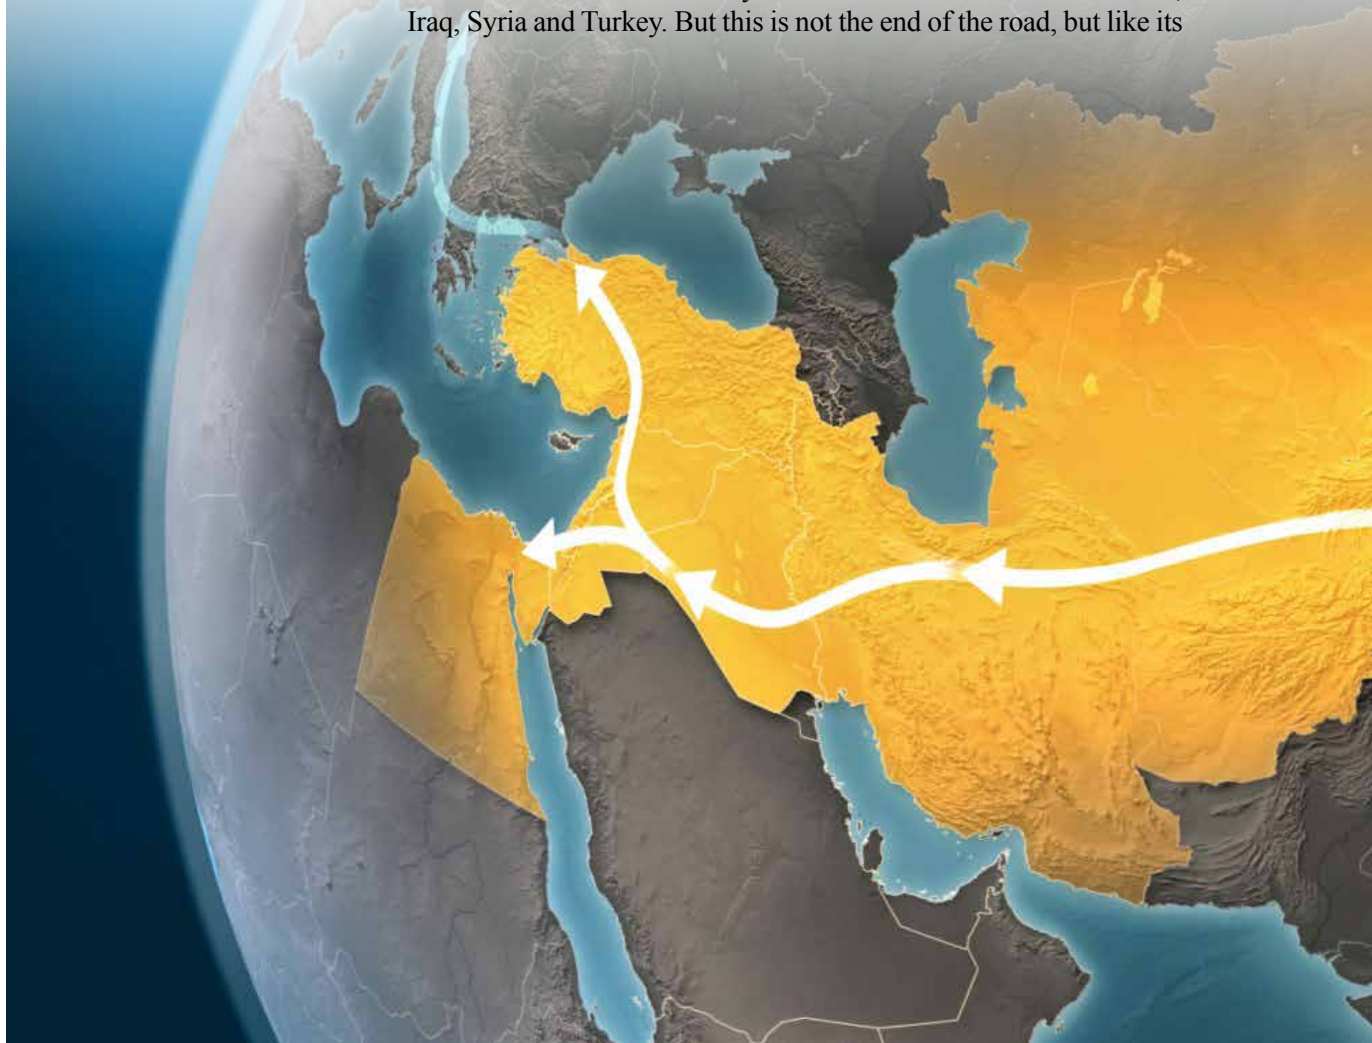 Iraq, Syria and Turkey. But this is not the end of the road, but like its